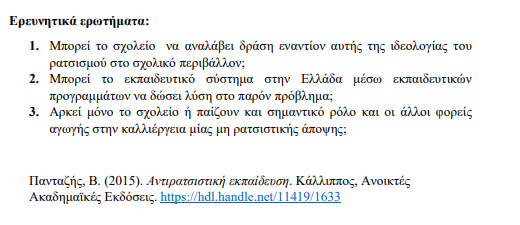 Ερευνητικά ερωτήματα:
1. Μπορεί το σχολείο να αναλάβει δράση εναντίον αυτής της ιδεολογίας του
ρατσισμού στο σχολικό περιβάλλον;
2. Μπορεί το εκπαιδευτικό σύστημα στην Ελλάδα μέσω εκπαιδευτικών
προγραμμάτων να δώσει λύση στο παρόν πρόβλημα;
3. Αρκεί μόνο το σχολείο ή παίζουν και σημαντικό ρόλο και οι άλλοι φορείς
αγωγής στην καλλιέργεια μίας μη ρατσιστικής άποψης;
Πανταζής, Β. (2015). Αντιρατσιστική εκπαίδευση. Κάλλιππος, Ανοικτές
Ακαδημαϊκές Εκδόσεις. https://hdl.handle.net/11419/1633